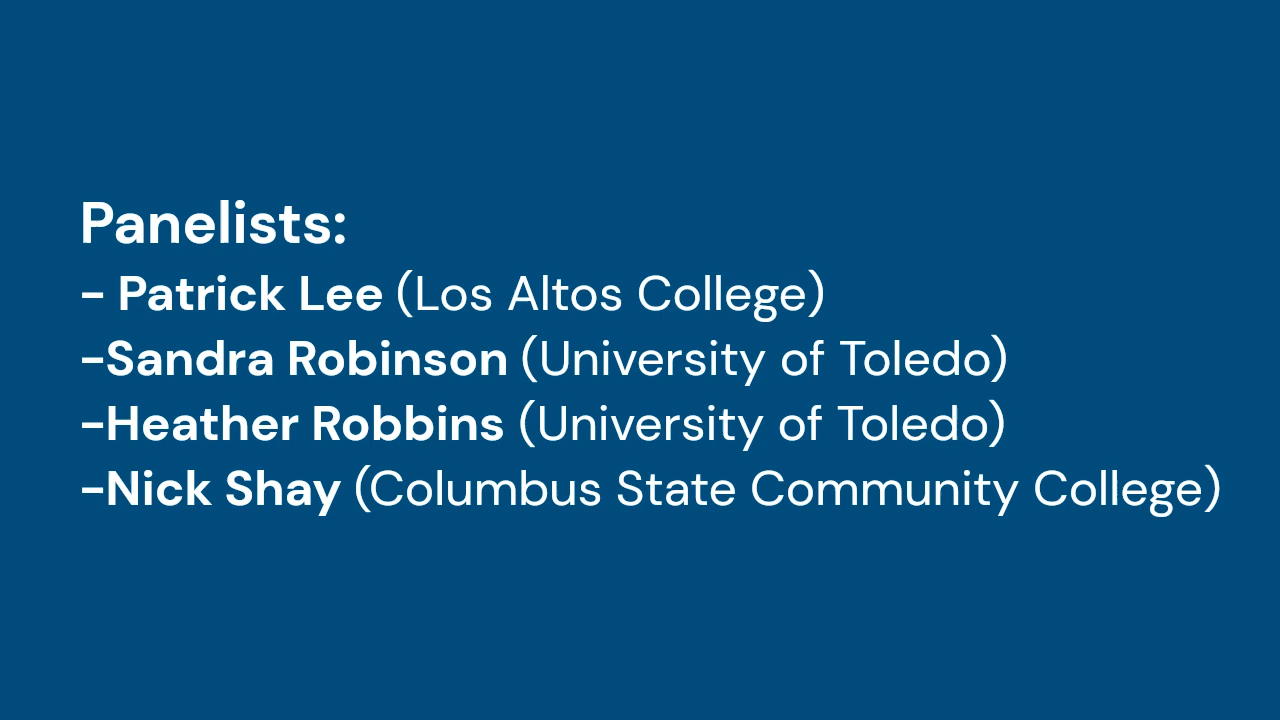 Panelists:
- Patrick Lee (Los Altos College)
-Sandra Robinson (University of Toledo)
-Heather Robbins (University of Toledo)
-Nick Shay (Columbus State Community College)